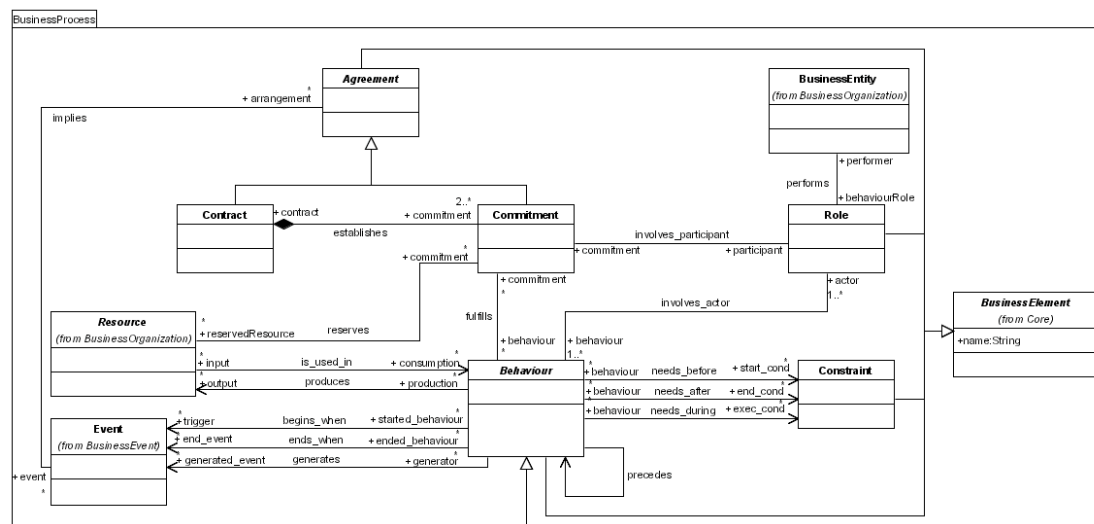 BusinessProcess
Agreement
*
+ arrangement
implies
BusinessEntity
(from BusinessOrganization)
+ performer
performs
+ behaviourRole
Contract
+ contract
establishes
2..*
+ commitment
Commitment
involves_participant
+ commitment
+ participant
Role
*
+ commitment
+ commitment
*
+ actor
1..*
involves_actor
fulfills
BusinessElement
(from Core)
+name:String
Resource
(from BusinessOrganization)
*
+ reservedResource
reserves
*
+ behaviour
+ behaviour
1..*
*
+ input
is_used_in
*
+ consumption
*
+ output
produces
*
+ production
Behaviour
*
+ behaviour
needs_before
*
+ start_cond
*
+ behaviour
needs_after
*
+ end_cond
*
+ behaviour
needs_during
*
+ exec_cond
Constraint
Event
(from BusinessEvent)
*
+ trigger
begins_when
*
+ started_behaviour
*
+ end_event
ends_when
*
+ ended_behaviour
*
+ generated_event
generates
*
+ generator
precedes
+ event
*